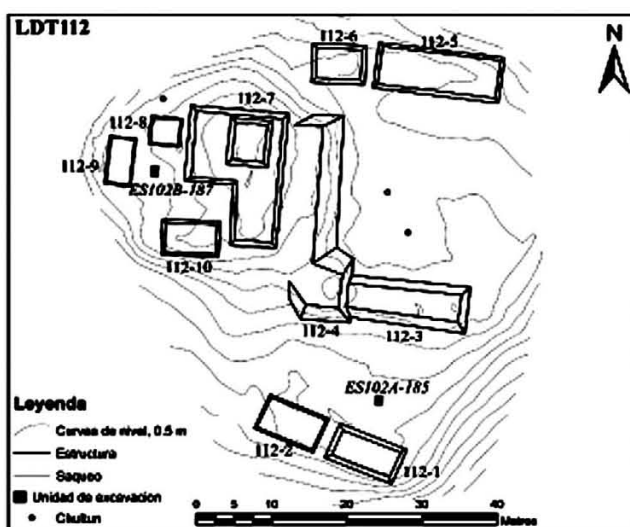 LDT112
112-6
112-5
N
112-7
112-8
112-9
ES102B-187
112-10
112-4
112-3
ES102A-185
112-2
112-1
Leyenda
Curvas de nivel, 0.5 m
Estructura
Saqueo
Unidad de excavación
Chultun
0 5 10 20 30 40
Metros